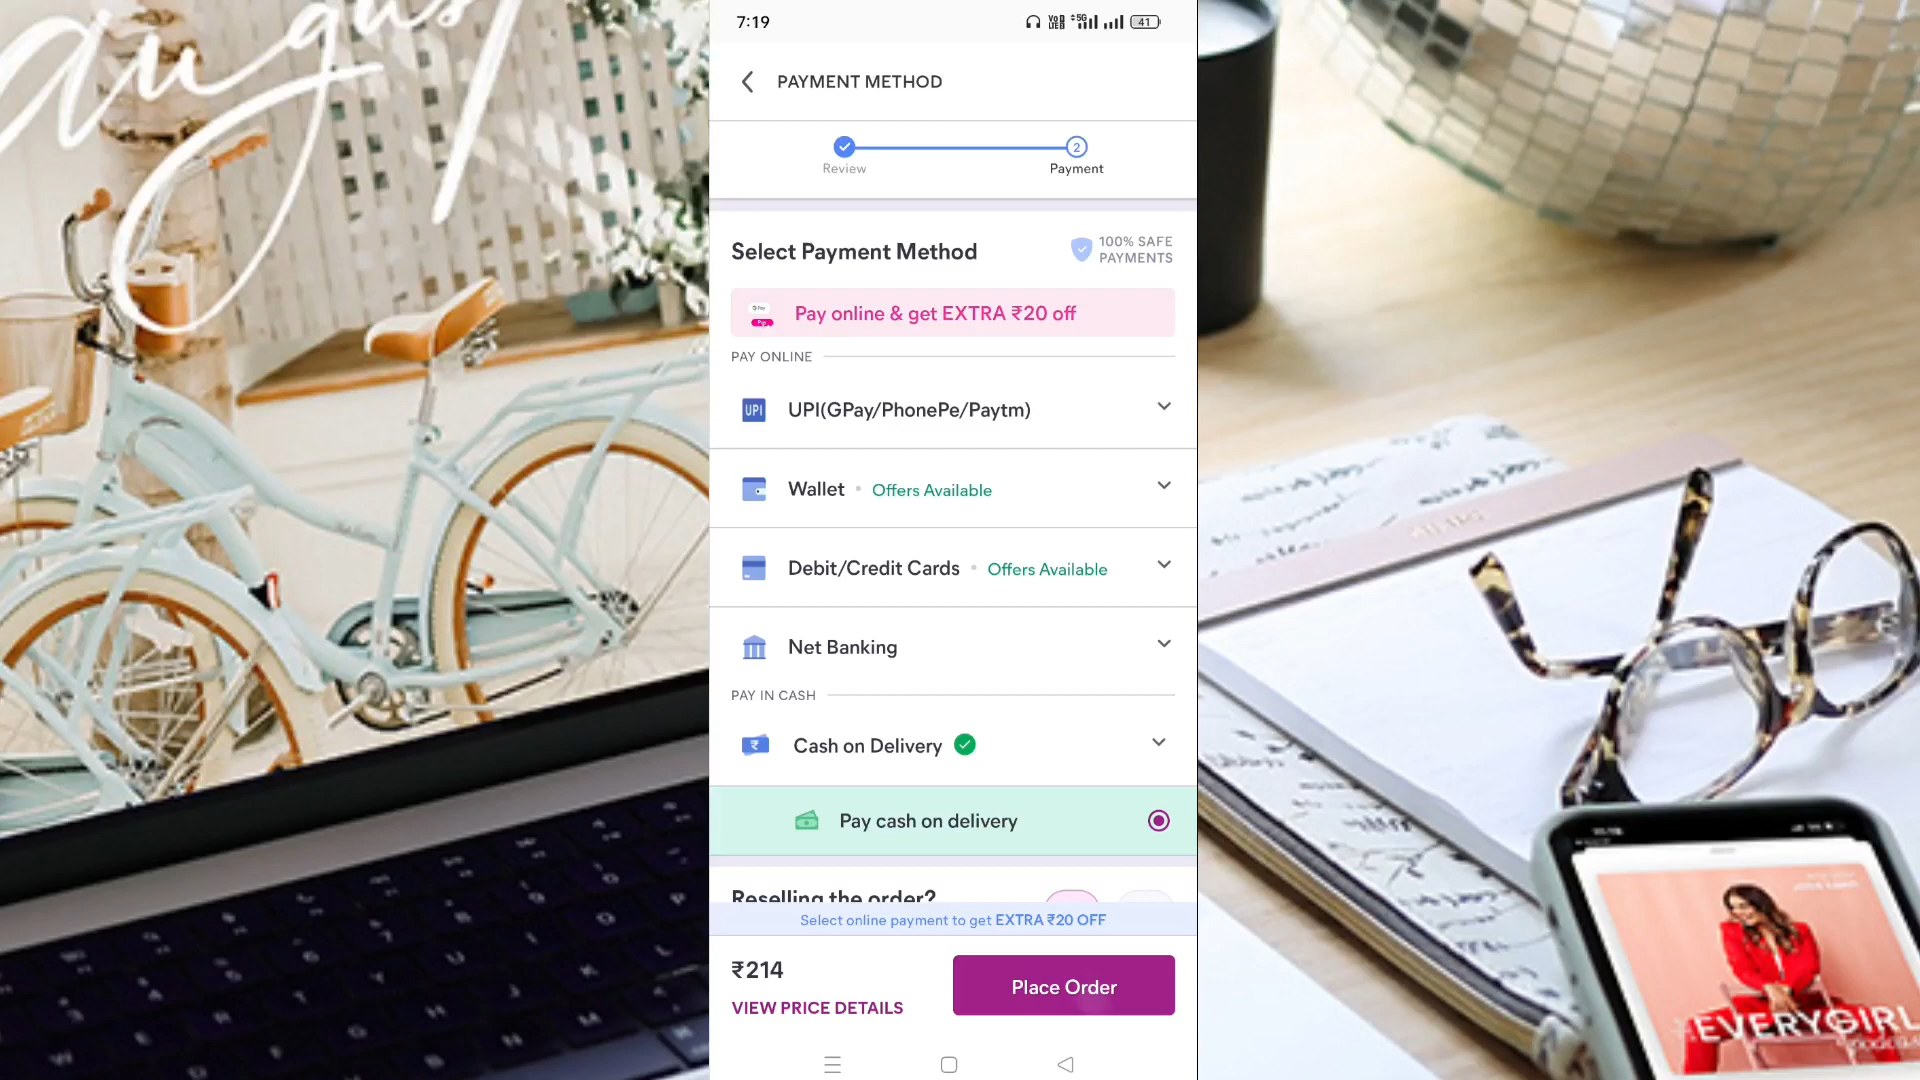 august
7:19
41
PAYMENT METHOD
2
Review
Payment
Select Payment Method
100% SAFE
PAYMENTS
Pay online & get EXTRA ₹20 off
PAY ONLINE
UPI
UPI(GPay/PhonePe/Paytm)
Wallet • Offers Available
Debit/Credit Cards • Offers Available
Net Banking
PAY IN CASH
Cash on Delivery
Pay cash on delivery
Reselling the order?
Select online payment to get EXTRA ₹20 OFF
₹214
VIEW PRICE DETAILS
Place Order
EVERYGIRL